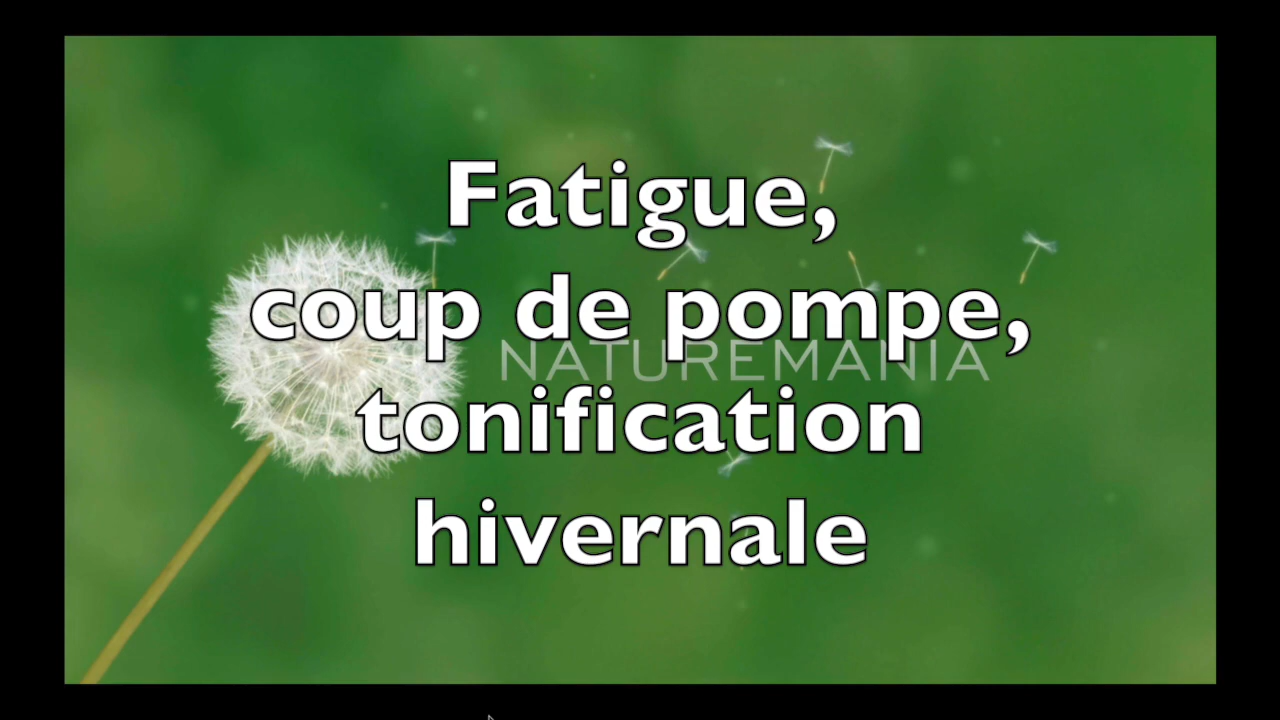 Fatigue,
coup de pompe,
NATUREMANIA
tonification
hivernale